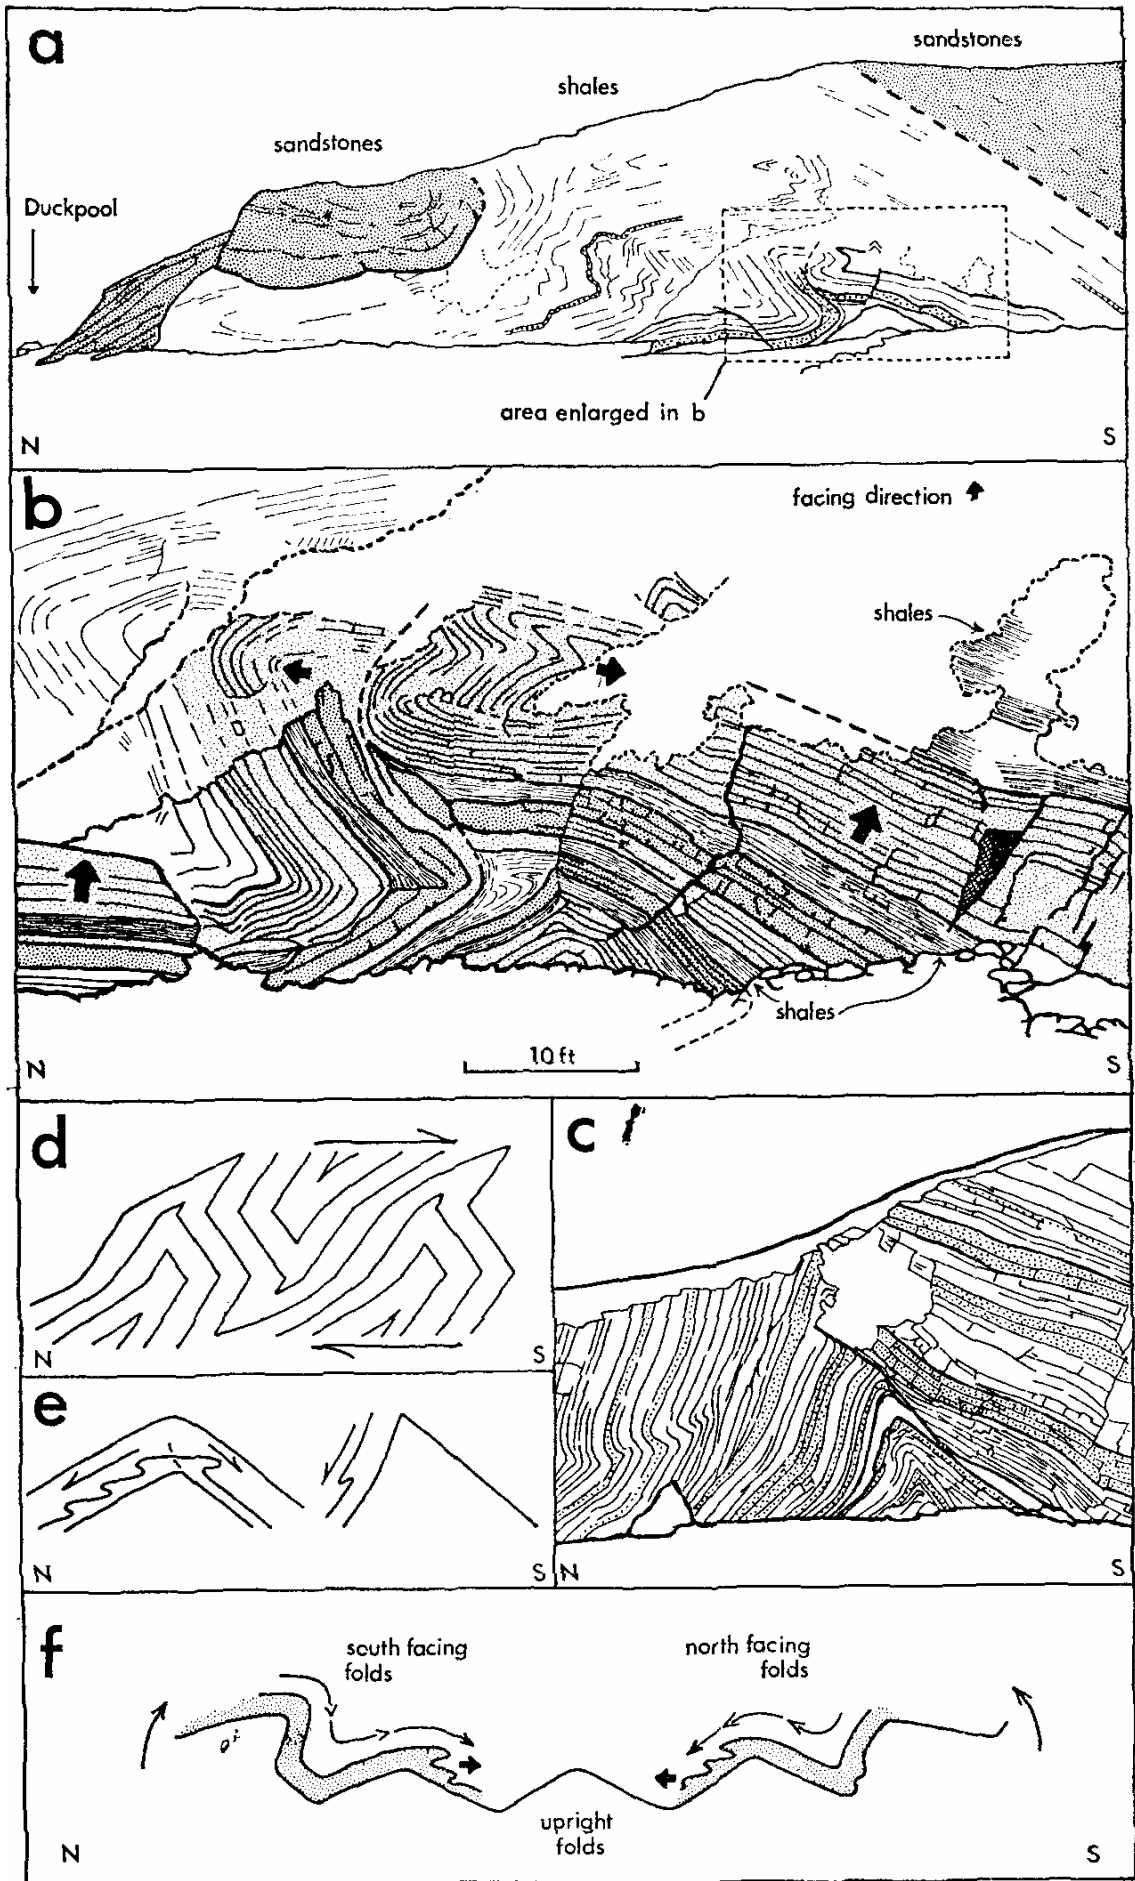 a
sandstones
shales
sandstones
Duckpool
area enlarged in b
N
S
b
facing direction
shales
shales
10 ft
N
S
d
N
S
c
N
S
e
N
S
f
south facing
folds
north facing
folds
upright
folds
N
S